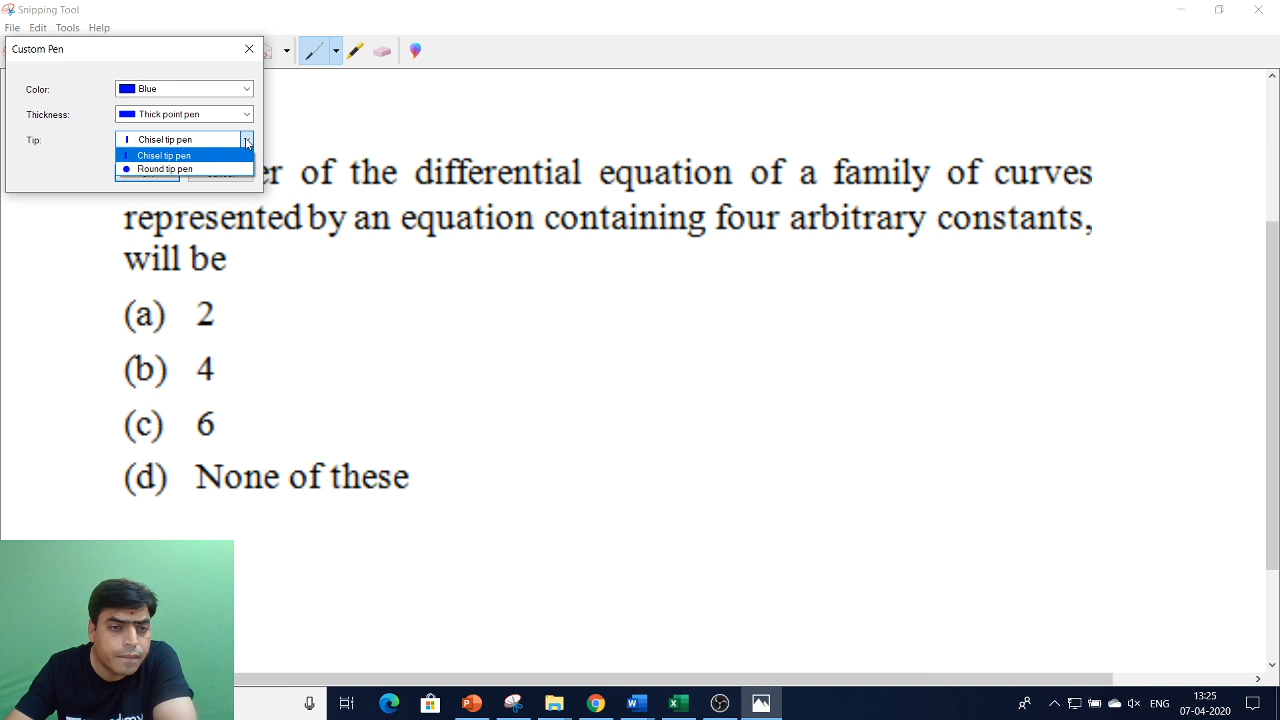 Snipping Tool
File Edit Tools Help
Custom Pen
Color: Blue
Thickness: Thick point pen
Tip: Chisel tip pen
Chisel tip pen
Round tip pen
er of the differential equation of a family of curves
represented by an equation containing four arbitrary constants,
will be
(a) 2
(b) 4
(c) 6
(d) None of these
ENG
13:25
07-04-2020